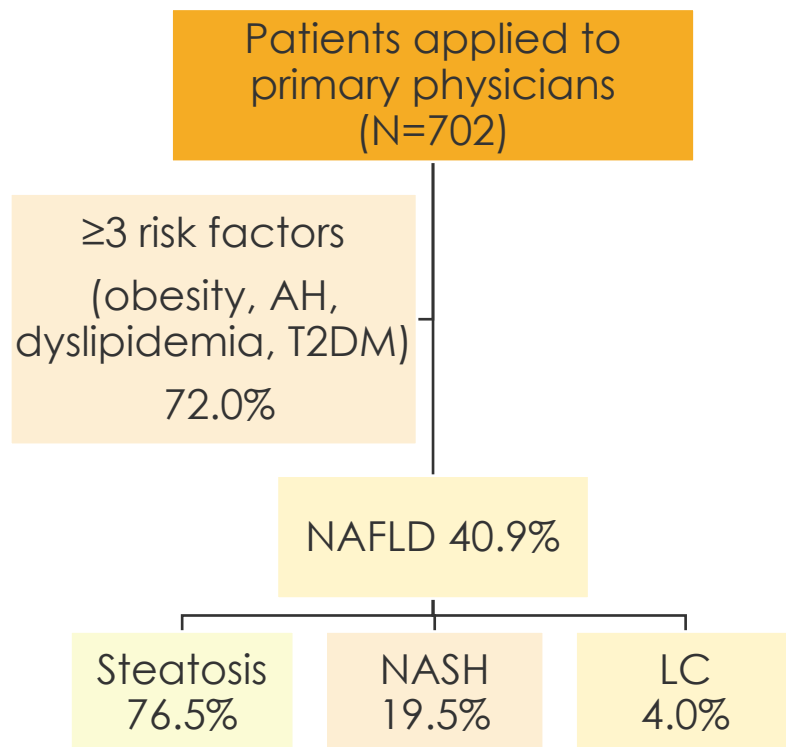 Patients applied to
primary physicians
(N=702)
≥3 risk factors
(obesity, AH,
dyslipidemia, T2DM)
72.0%
NAFLD 40.9%
Steatosis
76.5%
NASH
19.5%
LC
4.0%